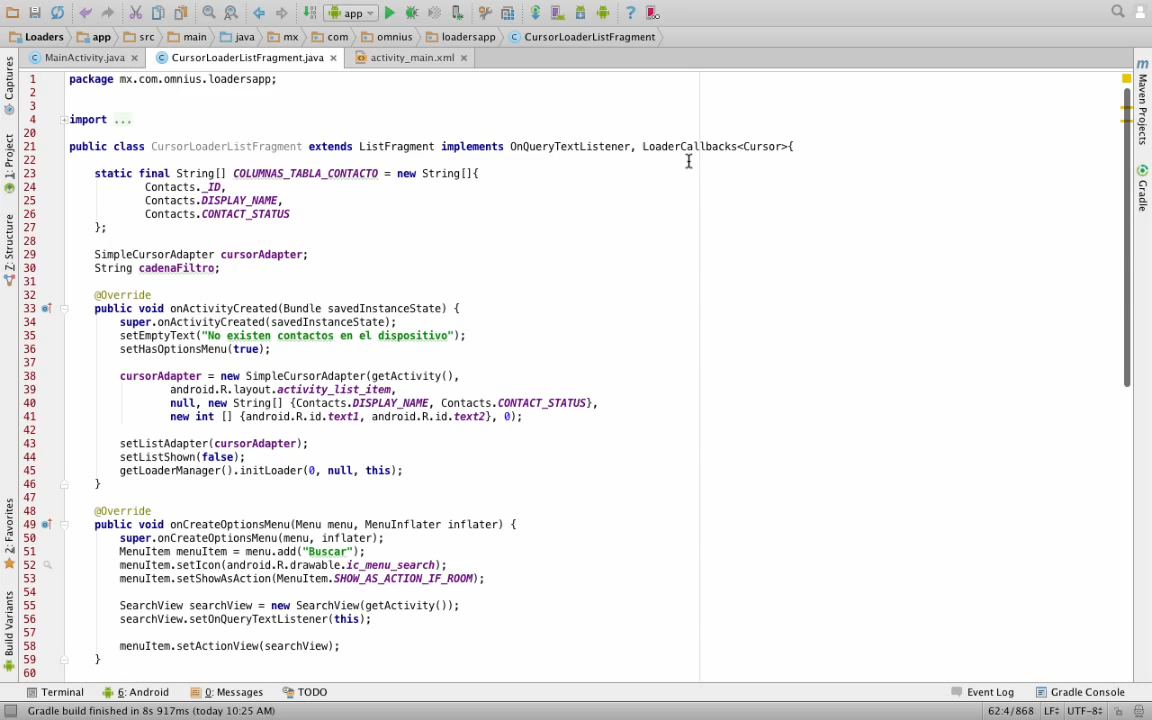 app
Loaders
app
src
main
java
mx
com
omnius
loadersapp
CursorLoaderListFragment
MainActivity.java
CursorLoaderListFragment.java
activity_main.xml
Captures
1: Project
Z: Structure
2: Favorites
Build Variants
1 package mx.com.omnius.loadersapp;
2
3
4 import ...
20
21 public class CursorLoaderListFragment extends ListFragment implements OnQueryTextListener, LoaderCallbacks<Cursor>{
22
23 static final String[] COLUMNAS_TABLA_CONTACTO = new String[]{
24 Contacts._ID,
25 Contacts.DISPLAY_NAME,
26 Contacts.CONTACT_STATUS
27 };
28
29 SimpleCursorAdapter cursorAdapter;
30 String cadenaFiltro;
31
32 @Override
33 public void onActivityCreated(Bundle savedInstanceState) {
34 super.onActivityCreated(savedInstanceState);
35 setEmptyText("No existen contactos en el dispositivo");
36 setHasOptionsMenu(true);
37
38 cursorAdapter = new SimpleCursorAdapter(getActivity(),
39 android.R.layout.activity_list_item,
40 null, new String[] {Contacts.DISPLAY_NAME, Contacts.CONTACT_STATUS},
41 new int [] {android.R.id.text1, android.R.id.text2}, 0);
42
43 setListAdapter(cursorAdapter);
44 setListShown(false);
45 getLoaderManager().initLoader(0, null, this);
46 }
47
48 @Override
49 public void onCreateOptionsMenu(Menu menu, MenuInflater inflater) {
50 super.onCreateOptionsMenu(menu, inflater);
51 MenuItem menuItem = menu.add("Buscar");
52 menuItem.setIcon(android.R.drawable.ic_menu_search);
53 menuItem.setShowAsAction(MenuItem.SHOW_AS_ACTION_IF_ROOM);
54
55 SearchView searchView = new SearchView(getActivity());
56 searchView.setOnQueryTextListener(this);
57
58 menuItem.setActionView(searchView);
59 }
60
m
Maven Projects
Gradle
Terminal
6: Android
0: Messages
TODO
Event Log
Gradle Console
Gradle build finished in 8s 917ms (today 10:25 AM)
62:4/868
LF
UTF-8